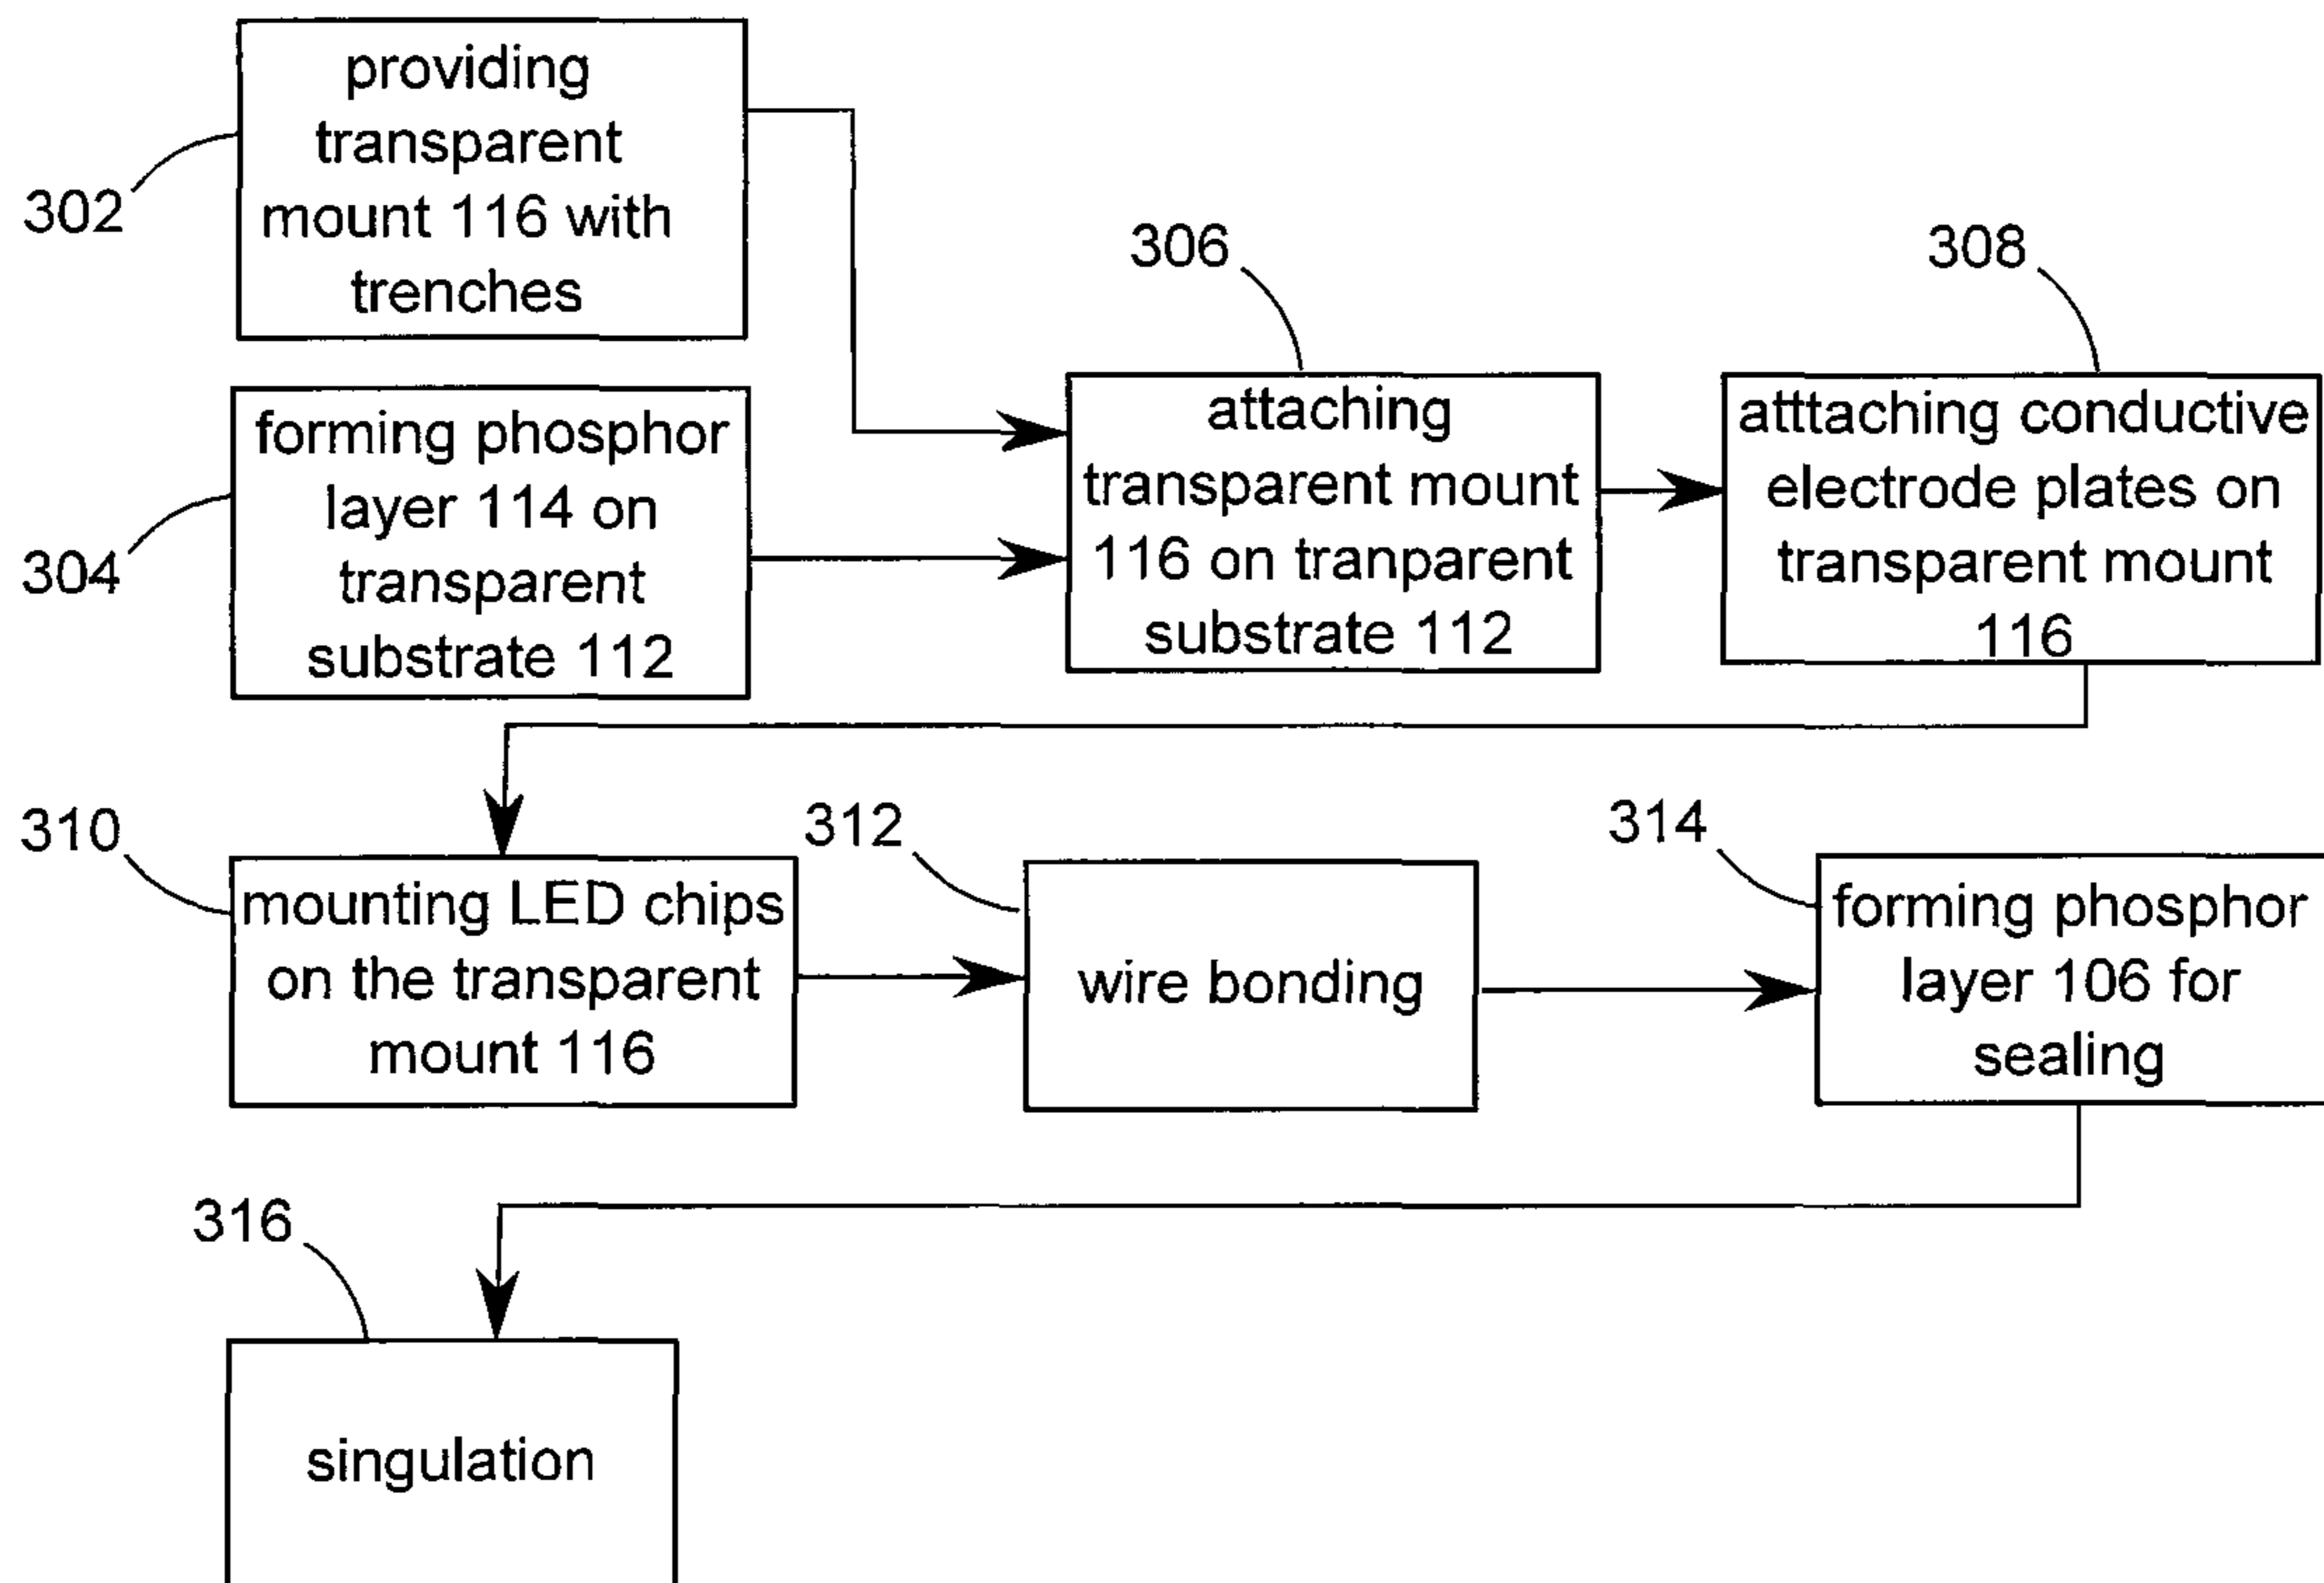 providing
transparent
mount 116 with
trenches
302
forming phosphor
layer 114 on
transparent
substrate 112
304
306
attaching
transparent mount
116 on tranparent
substrate 112
308
atttaching conductive
electrode plates on
transparent mount
116
310
mounting LED chips
on the transparent
mount 116
312
wire bonding
314
forming phosphor
layer 106 for
sealing
316
singulation